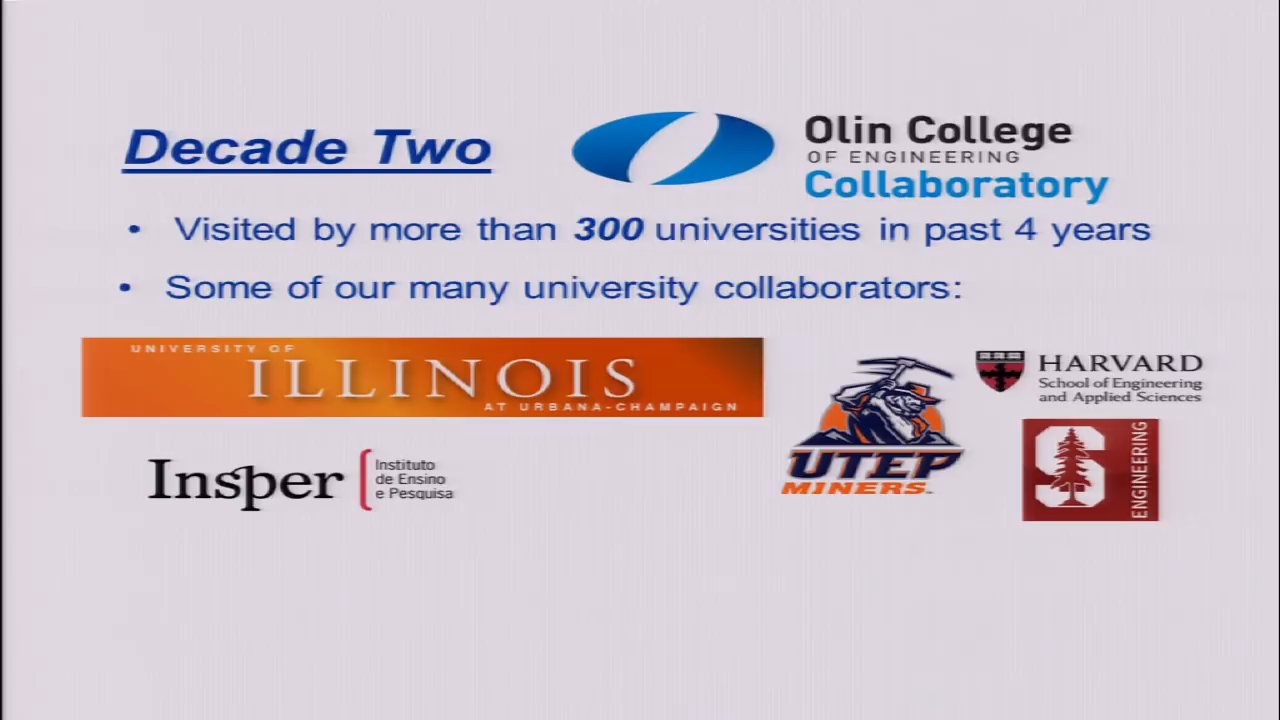 Decade Two
Olin College
OF ENGINEERING
Collaboratory
• Visited by more than 300 universities in past 4 years
• Some of our many university collaborators:
UNIVERSITY OF
ILLINOIS
AT URBANA-CHAMPAIGN
UTEP
MINERS™
HARVARD
School of Engineering
and Applied Sciences
Insper
Instituto
de Ensino
e Pesquisa
S
ENGINEERING